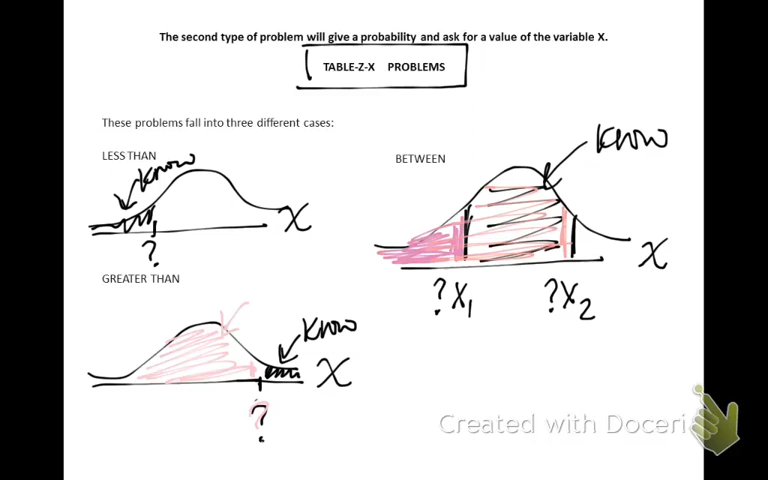 The second type of problem will give a probability and ask for a value of the variable X.
TABLE-Z-X PROBLEMS
These problems fall into three different cases:
LESS THAN
Know
X
?
BETWEEN
Know
X
?X₁ ?X₂
GREATER THAN
Know
X
?
Created with Doceri